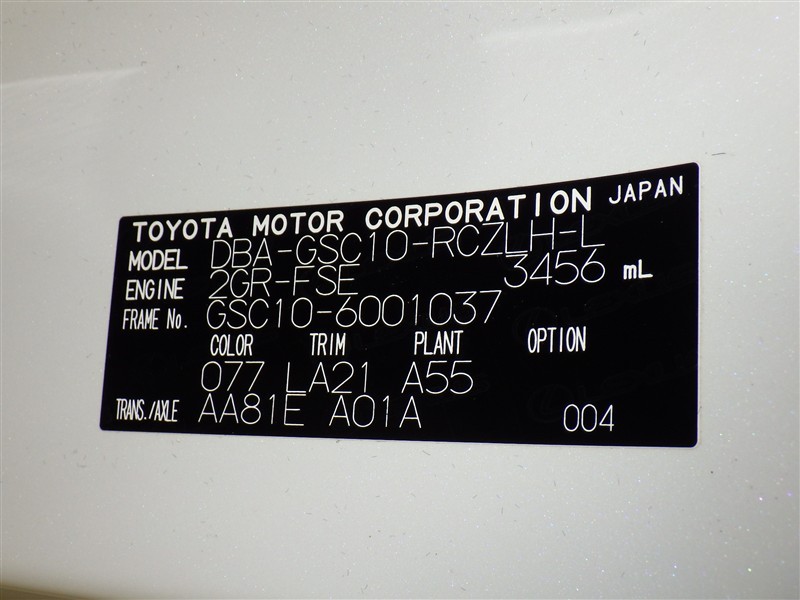 TOYOTA MOTOR CORPORATION JAPAN
MODEL DBA-GSC10-RCZLH-L
ENGINE 2GR-FSE 3456 mL
FRAME No. GSC10-6001037
COLOR TRIM PLANT OPTION
077 LA21 A55
TRANS./AXLE AA81E A01A 004